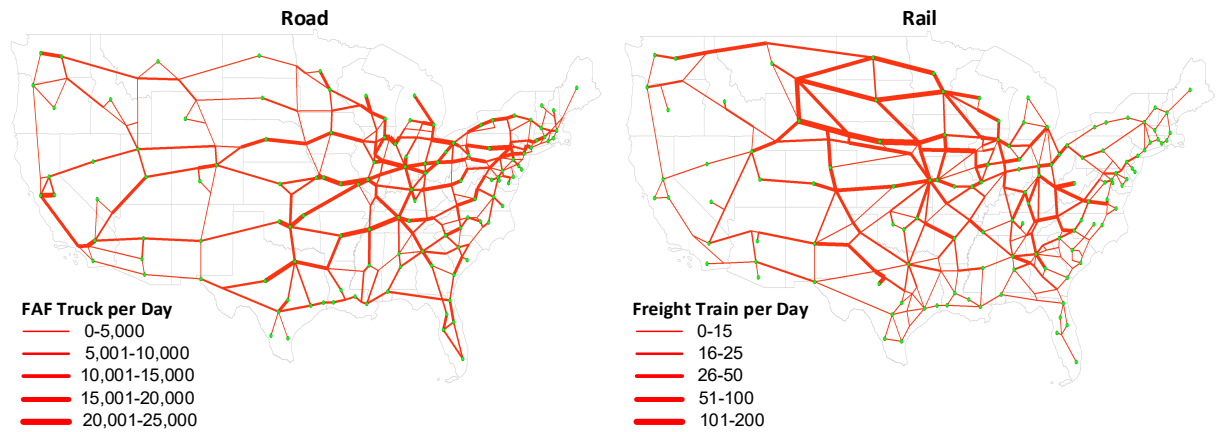 Road
FAF Truck per Day
0-5,000
5,001-10,000
10,001-15,000
15,001-20,000
20,001-25,000
Rail
Freight Train per Day
0-15
16-25
26-50
51-100
101-200